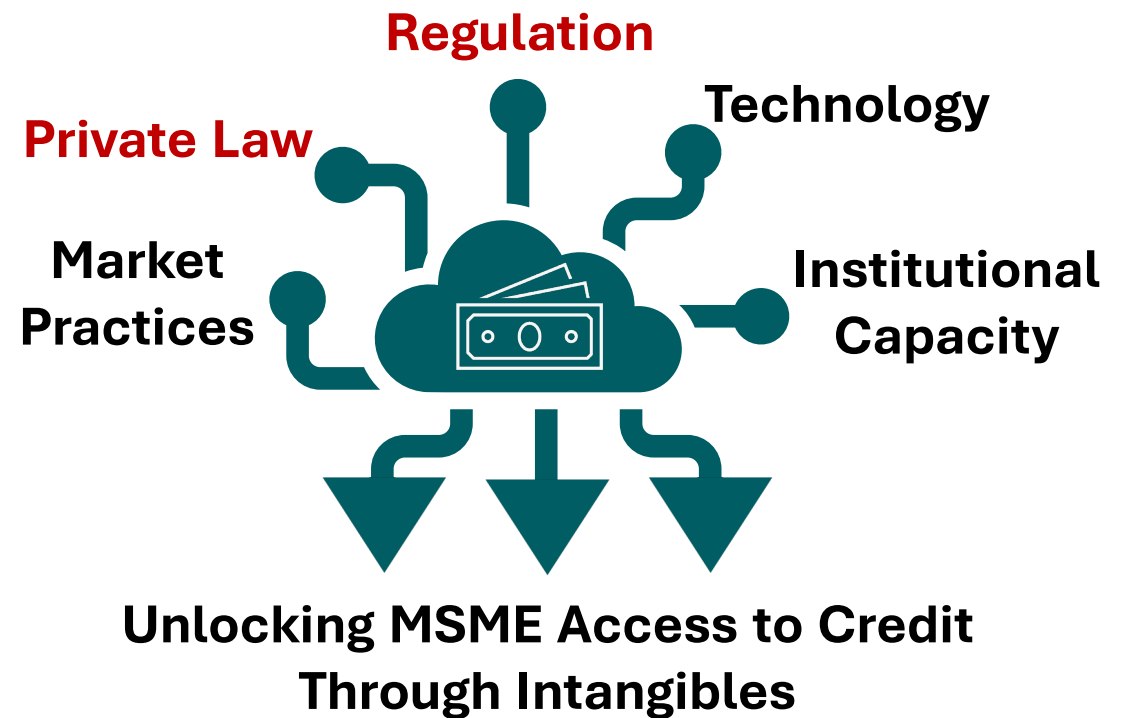 Regulation
Technology
Private Law
Market
Practices
Institutional
Capacity
Unlocking MSME Access to Credit
Through Intangibles